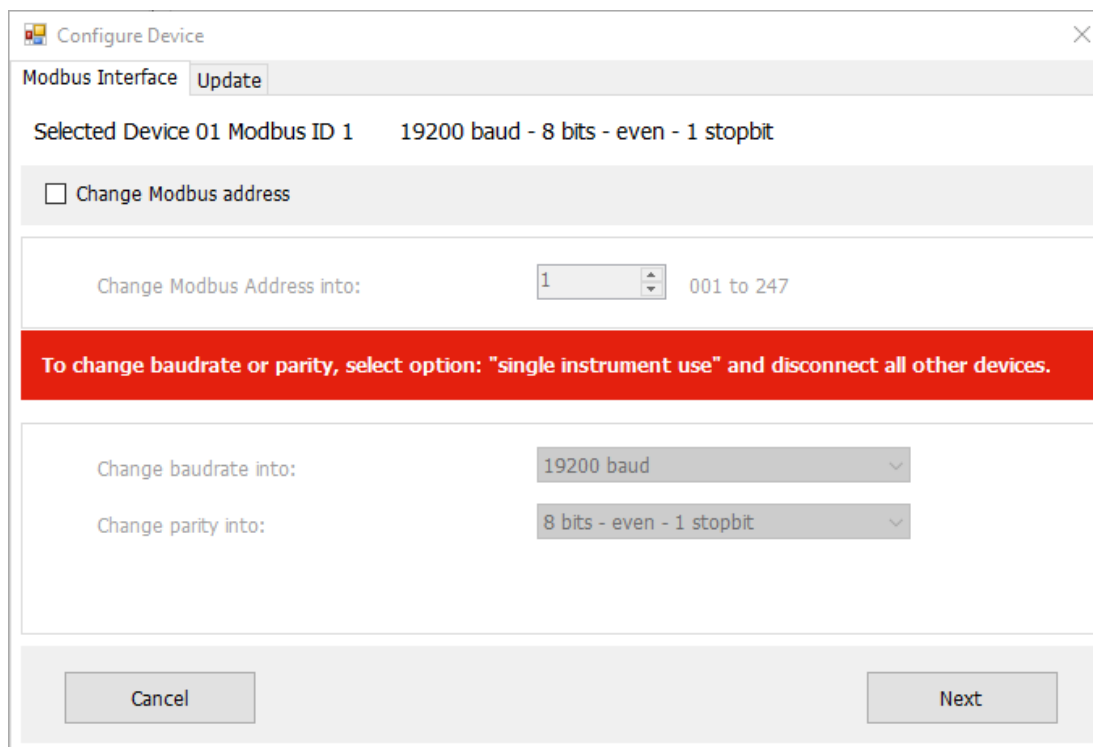 Configure Device
Modbus Interface Update
Selected Device 01 Modbus ID 1 19200 baud - 8 bits - even - 1 stopbit
Change Modbus address
Change Modbus Address into: 1 001 to 247
To change baudrate or parity, select option: "single instrument use" and disconnect all other devices.
Change baudrate into: 19200 baud
Change parity into: 8 bits - even - 1 stopbit
Cancel Next